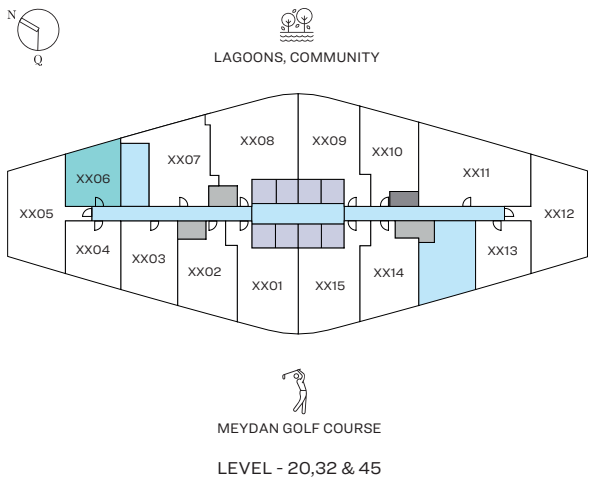 N
Q
LAGOONS, COMMUNITY
XX08
XX09
XX10
XX07
XX06
XX11
XX05
XX12
XX04
XX03
XX02
XX01
XX15
XX14
XX13
MEYDAN GOLF COURSE
LEVEL - 20,32 & 45